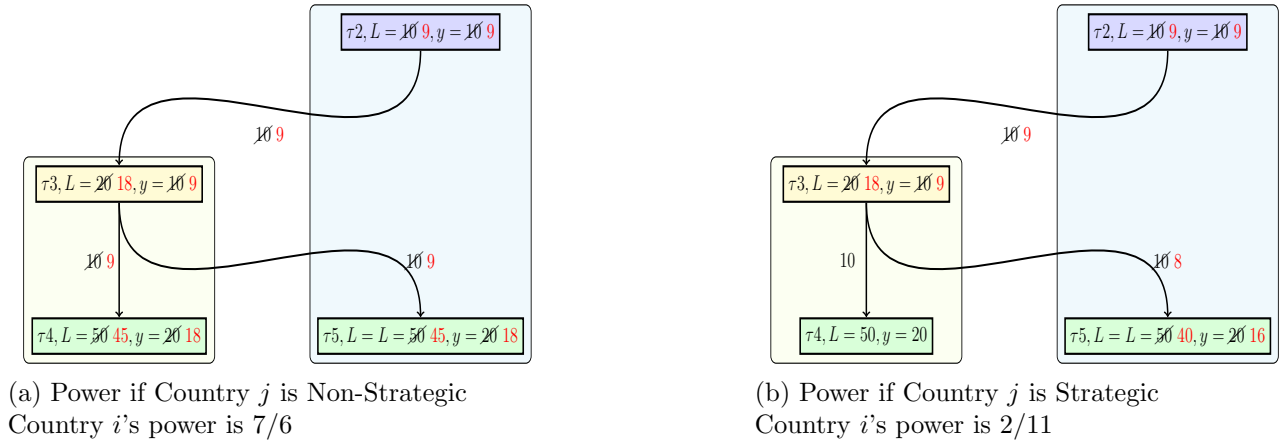 τ2, L = 10 9, y = 10 9
10 9
τ3, L = 20 18, y = 10 9
10 9
10 9
τ4, L = 50 45, y = 20 18
τ5, L = L = 50 45, y = 20 18
(a) Power if Country j is Non-Strategic
Country i's power is 7/6
τ2, L = 10 9, y = 10 9
10 9
τ3, L = 20 18, y = 10 9
10
10 8
τ4, L = 50, y = 20
τ5, L = L = 50 40, y = 20 16
(b) Power if Country j is Strategic
Country i's power is 2/11